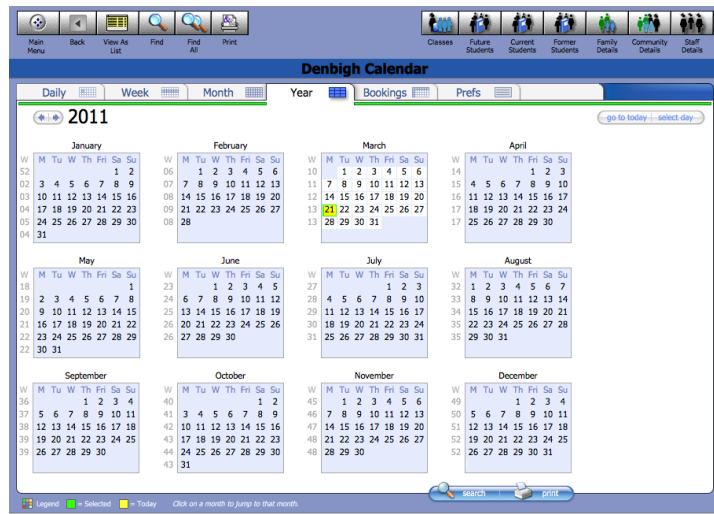 Main Menu Back View As List Find Find All Print Classes Future Students Current Students Former Students Family Details Community Details Staff Details
Denbigh Calendar
Daily Week Month Year Bookings Prefs
2011 go to today select day
January February March April
W M Tu W Th Fri Sa Su W M Tu W Th Fri Sa Su W M Tu W Th Fri Sa Su W M Tu W Th Fri Sa Su
52 1 2 06 1 2 3 4 5 6 10 1 2 3 4 5 6 14 1 2 3
02 3 4 5 6 7 8 9 07 7 8 9 10 11 12 13 11 7 8 9 10 11 12 13 15 4 5 6 7 8 9 10
03 10 11 12 13 14 15 16 08 14 15 16 17 18 19 20 12 14 15 16 17 18 19 20 16 11 12 13 14 15 16 17
04 17 18 19 20 21 22 23 09 21 22 23 24 25 26 27 13 21 22 23 24 25 26 27 17 18 19 20 21 22 23 24
05 24 25 26 27 28 29 30 08 28 13 28 29 30 31 17 25 26 27 28 29 30
04 31
May June July August
W M Tu W Th Fri Sa Su W M Tu W Th Fri Sa Su W M Tu W Th Fri Sa Su W M Tu W Th Fri Sa Su
18 1 23 1 2 3 4 5 27 1 2 3 32 1 2 3 4 5 6 7
19 2 3 4 5 6 7 8 24 6 7 8 9 10 11 12 28 4 5 6 7 8 9 10 33 8 9 10 11 12 13 14
20 9 10 11 12 13 14 15 25 13 14 15 16 17 18 19 29 11 12 13 14 15 16 17 34 15 16 17 18 19 20 21
21 16 17 18 19 20 21 22 26 20 21 22 23 24 25 26 30 18 19 20 21 22 23 24 35 22 23 24 25 26 27 28
22 23 24 25 26 27 28 29 26 27 28 29 30 31 25 26 27 28 29 30 31 35 29 30 31
22 30 31
September October November December
W M Tu W Th Fri Sa Su W M Tu W Th Fri Sa Su W M Tu W Th Fri Sa Su W M Tu W Th Fri Sa Su
36 1 2 3 4 40 1 2 45 1 2 3 4 5 6 49 1 2 3 4
37 5 6 7 8 9 10 11 41 3 4 5 6 7 8 9 46 7 8 9 10 11 12 13 50 5 6 7 8 9 10 11
38 12 13 14 15 16 17 18 42 10 11 12 13 14 15 16 47 14 15 16 17 18 19 20 51 12 13 14 15 16 17 18
39 19 20 21 22 23 24 25 43 17 18 19 20 21 22 23 48 21 22 23 24 25 26 27 52 19 20 21 22 23 24 25
39 26 27 28 29 30 44 24 25 26 27 28 29 30 48 28 29 30 52 26 27 28 29 30 31
43 31
search print
Legend = Selected = Today Click on a month to jump to that month.